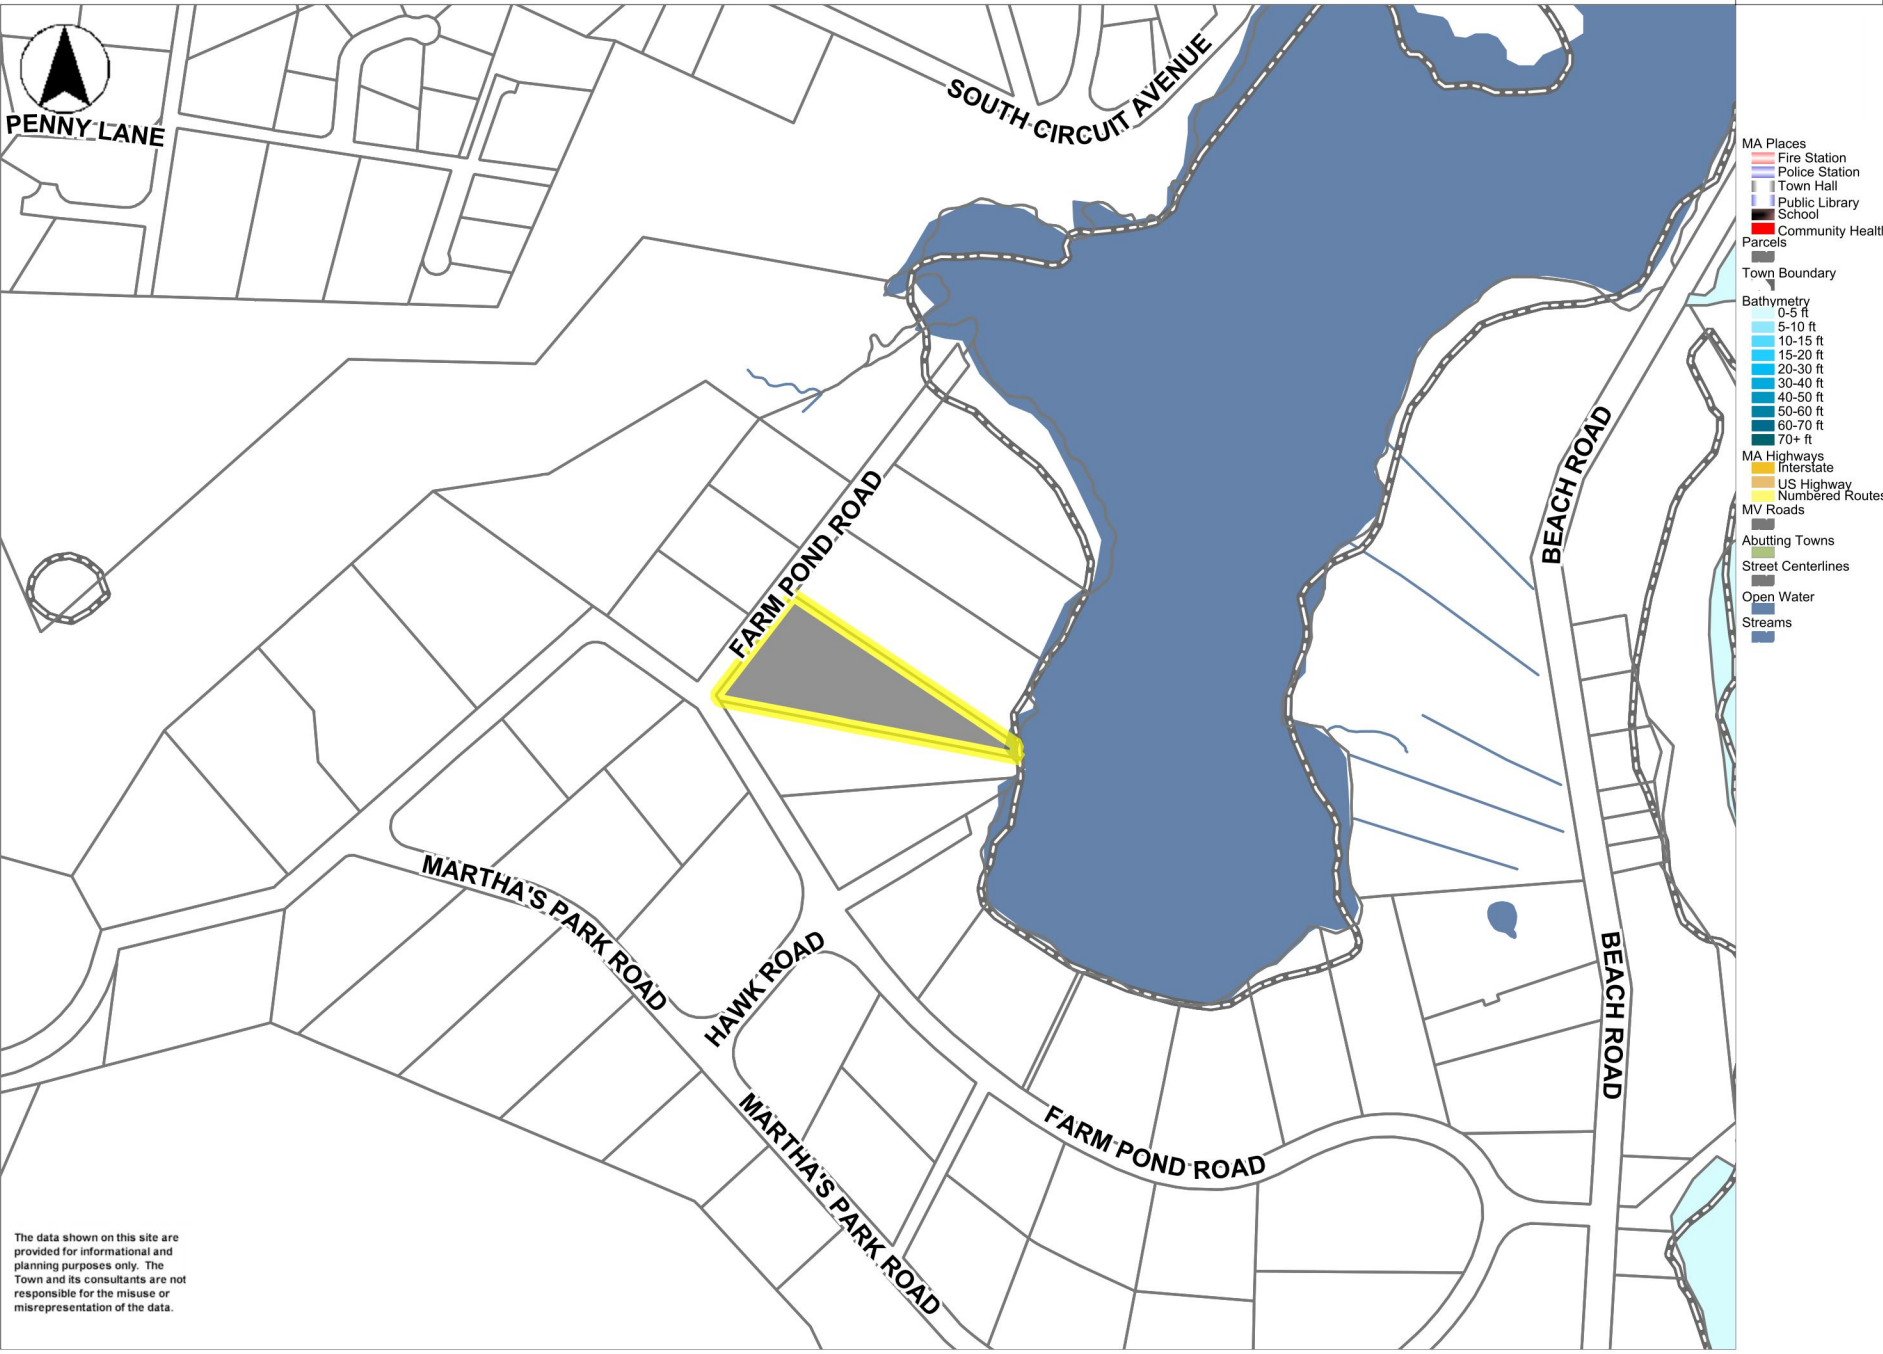 SOUTH CIRCUIT AVENUE
PENNY LANE
FARM POND ROAD
BEACH ROAD
MARTHA'S PARK ROAD
HAWK ROAD
BEACH ROAD
MARTHA'S PARK ROAD
FARM POND ROAD
The data shown on this site are
provided for informational and
planning purposes only. The
Town and its consultants are not
responsible for the misuse or
misrepresentation of the data.
MA Places
Fire Station
Police Station
Town Hall
Public Library
School
Community Healt
Parcels
Town Boundary
Bathymetry
0-5 ft
5-10 ft
10-15 ft
15-20 ft
20-30 ft
30-40 ft
40-50 ft
50-60 ft
60-70 ft
70+ ft
MA Highways
Interstate
US Highway
Numbered Routes
MV Roads
Abutting Towns
Street Centerlines
Open Water
Streams